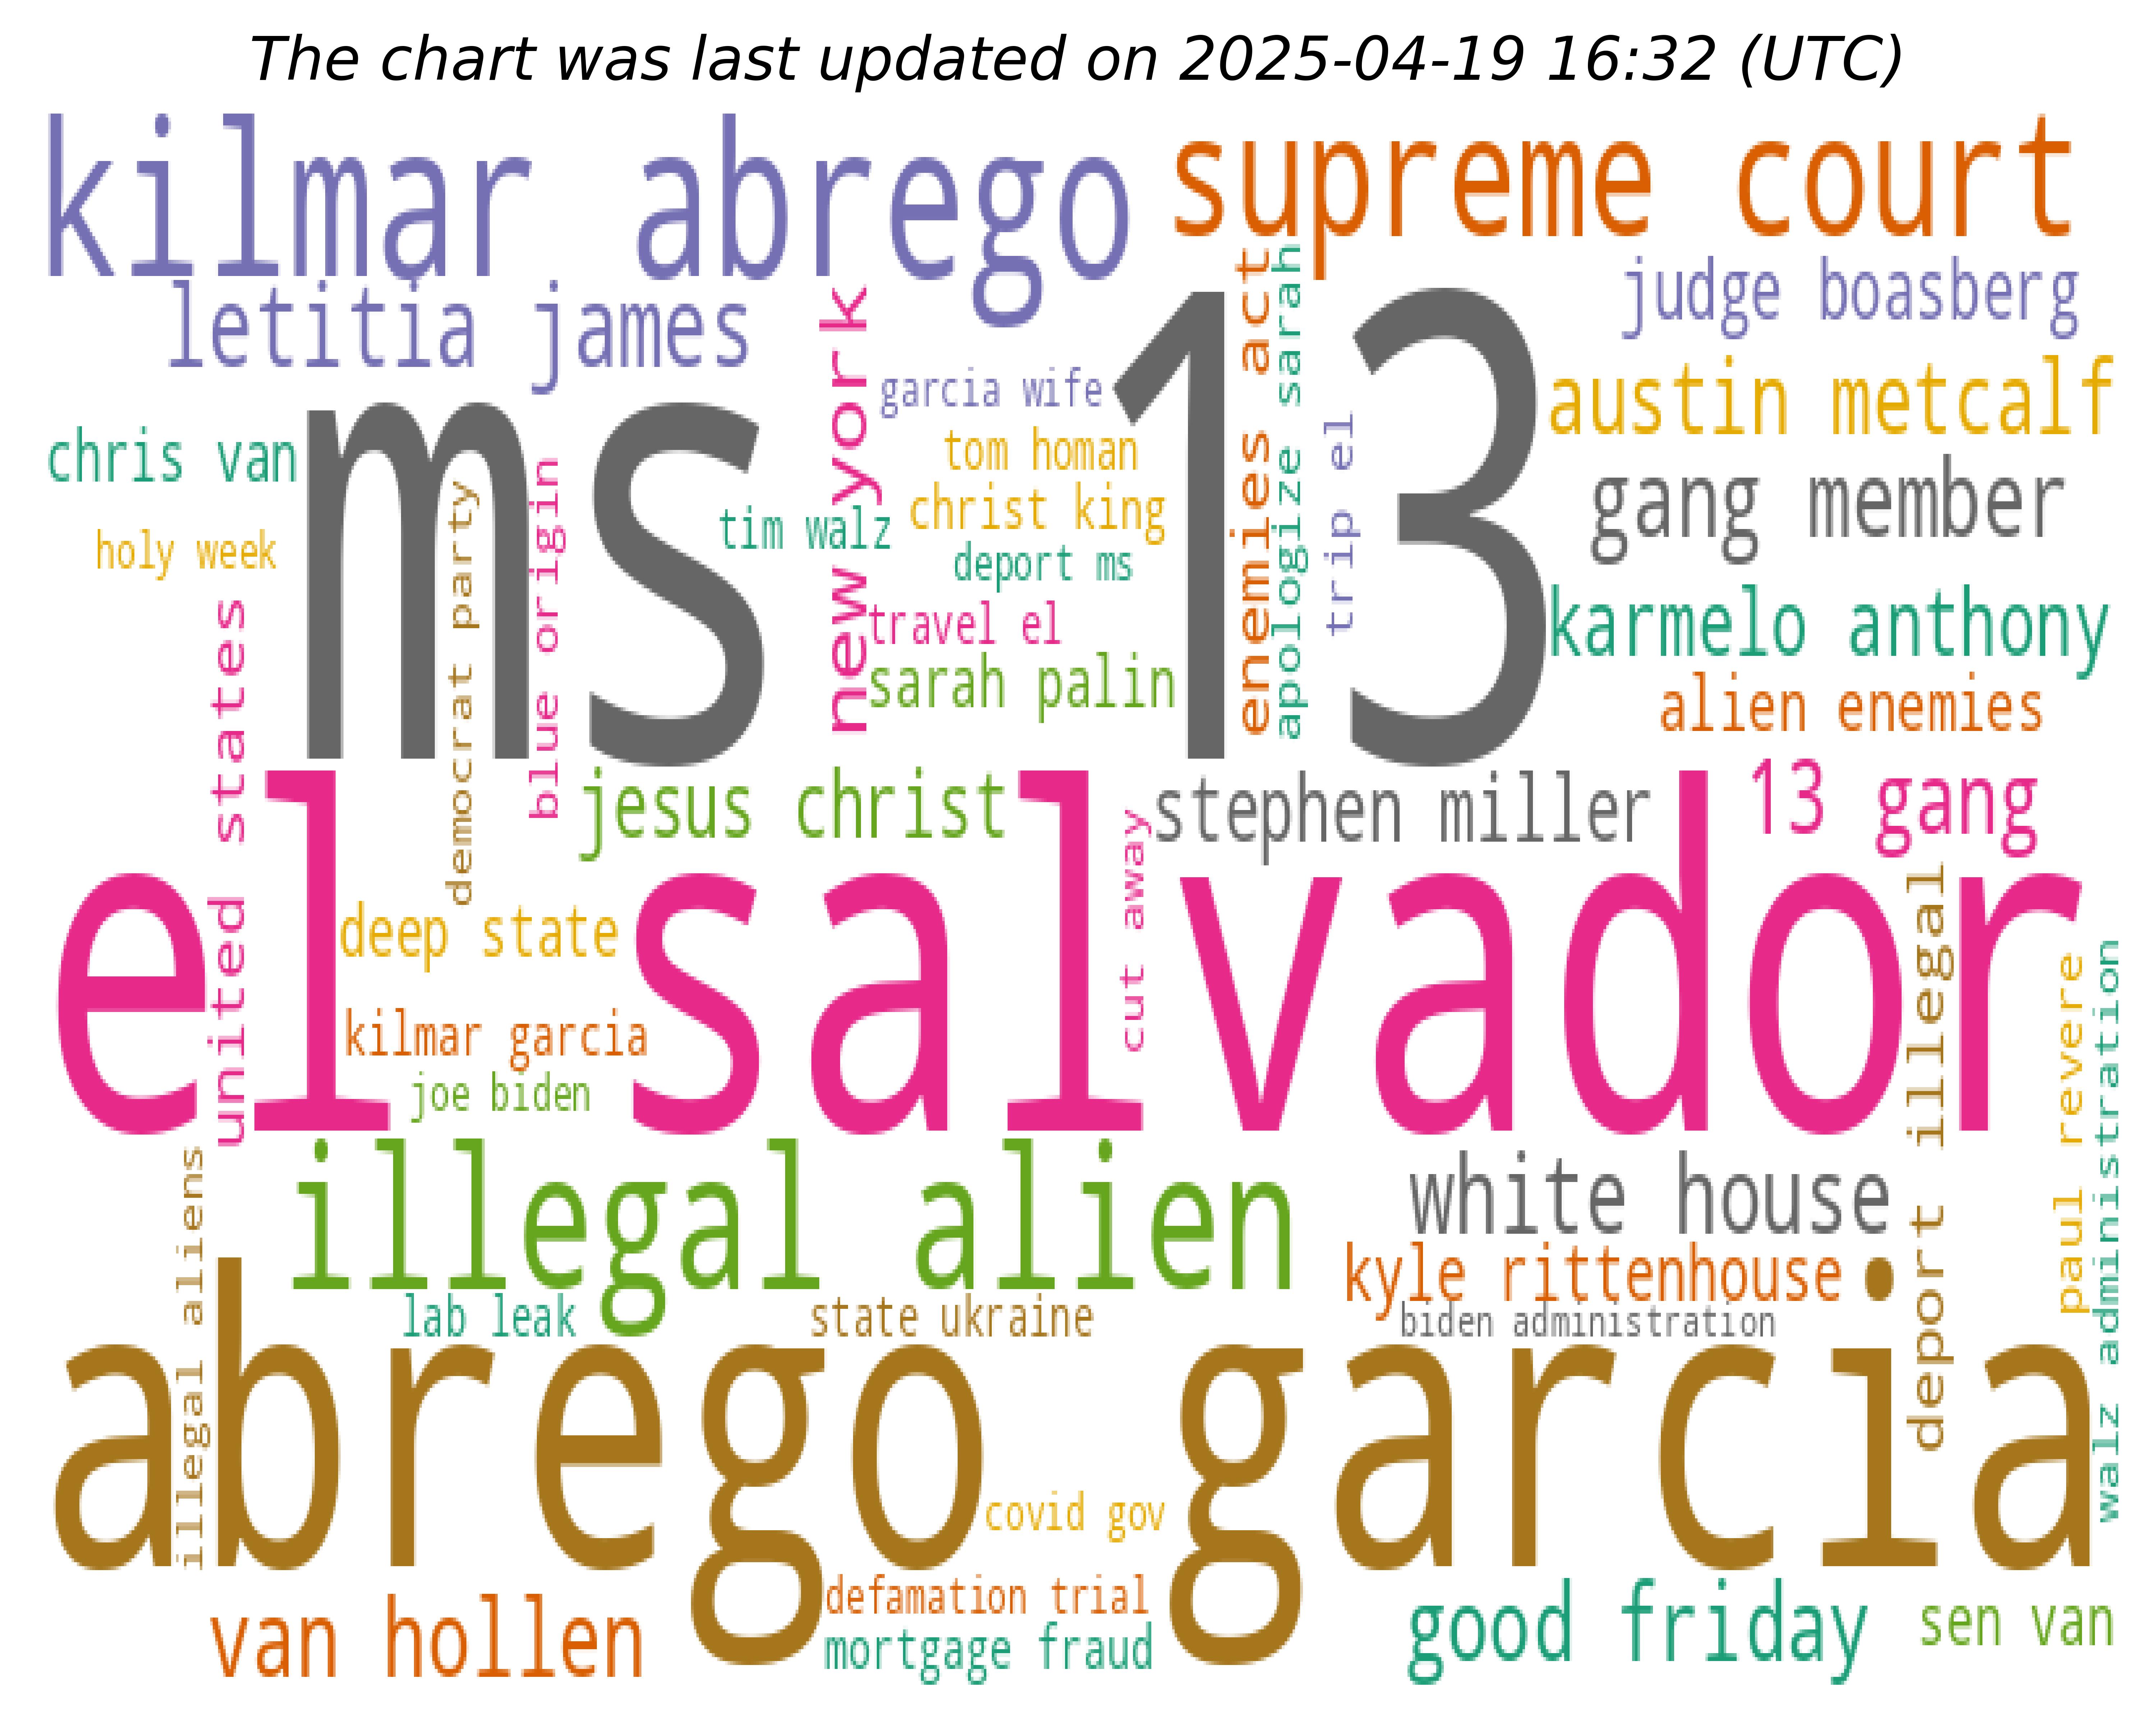 The chart was last updated on 2025-04-19 16:32 (UTC)
kilmar abrego
supreme court
letitia james
judge boasberg
new york
enemies act
apologize sarah
ms 13
garcia wife
austin metcalf
trip el
chris van
tom homan
gang member
blue origin
democrat party
christ king
tim walz
holy week
deport ms
karmelo anthony
united states
travel el
sarah palin
alien enemies
jesus christ
stephen miller
13 gang
el salvador
cut away
deport illegal
deep state
paul revere
walz administration
kilmar garcia
joe biden
illegal alien
illegal aliens
white house
kyle rittenhouse
lab leak
state ukraine
biden administration
abrego garcia
covid gov
defamation trial
good friday
sen van
van hollen
mortgage fraud